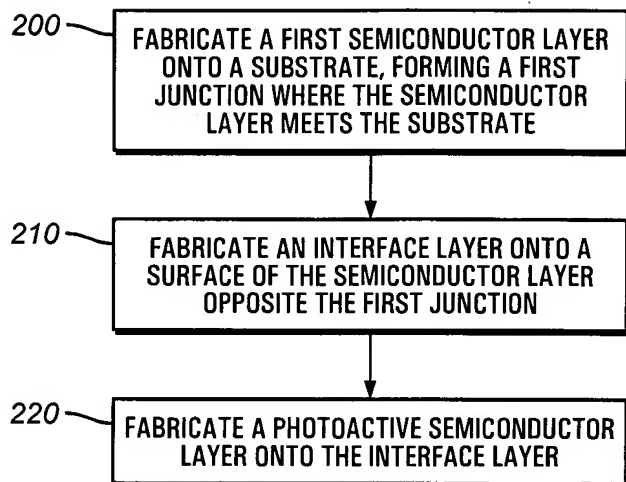 200
FABRICATE A FIRST SEMICONDUCTOR LAYER
ONTO A SUBSTRATE, FORMING A FIRST
JUNCTION WHERE THE SEMICONDUCTOR
LAYER MEETS THE SUBSTRATE
210
FABRICATE AN INTERFACE LAYER ONTO A
SURFACE OF THE SEMICONDUCTOR LAYER
OPPOSITE THE FIRST JUNCTION
220
FABRICATE A PHOTOACTIVE SEMICONDUCTOR
LAYER ONTO THE INTERFACE LAYER